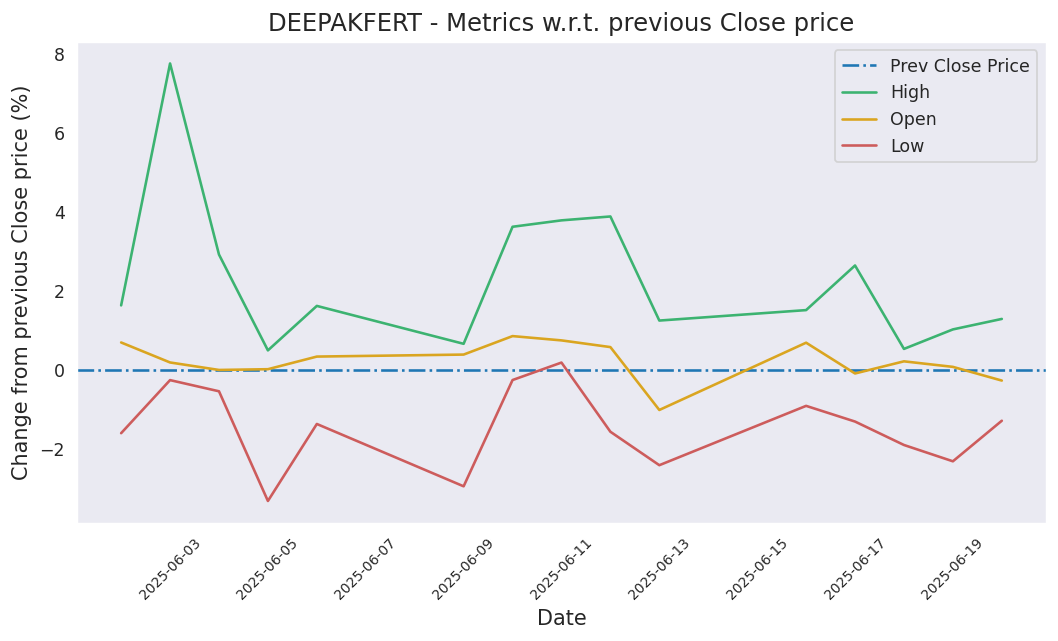 DEEPAKFERT - Metrics w.r.t. previous Close price
Change from previous Close price (%)
8
6
4
2
0
−2
Prev Close Price
High
Open
Low
2025-06-03
2025-06-05
2025-06-07
2025-06-09
2025-06-11
2025-06-13
2025-06-15
2025-06-17
2025-06-19
Date